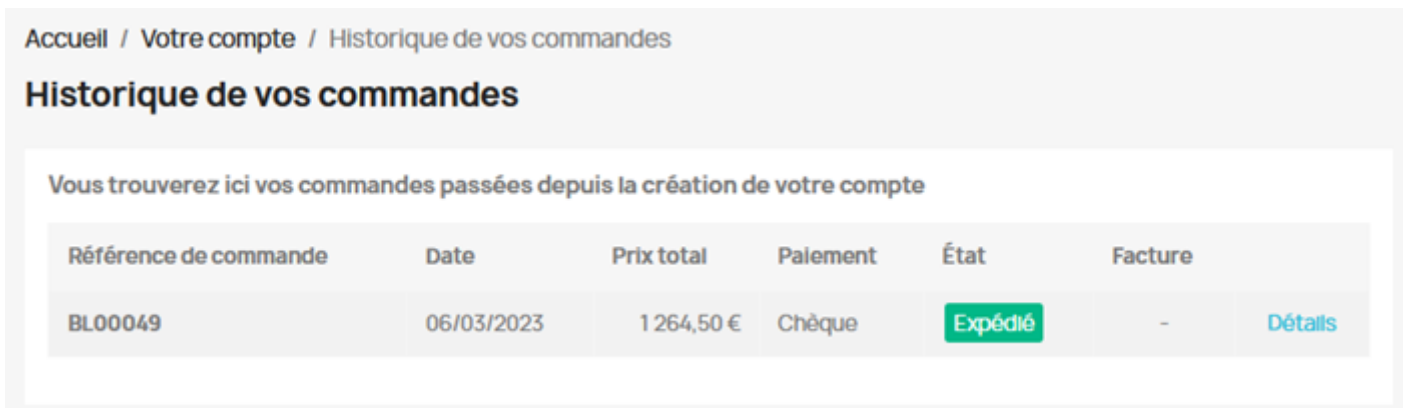 Accueil / Votre compte / Historique de vos commandes
Historique de vos commandes
Vous trouverez ici vos commandes passées depuis la création de votre compte
Référence de commande Date Prix total Paiement État Facture
BL00049 06/03/2023 1 264,50 € Chèque Expédié - Détails